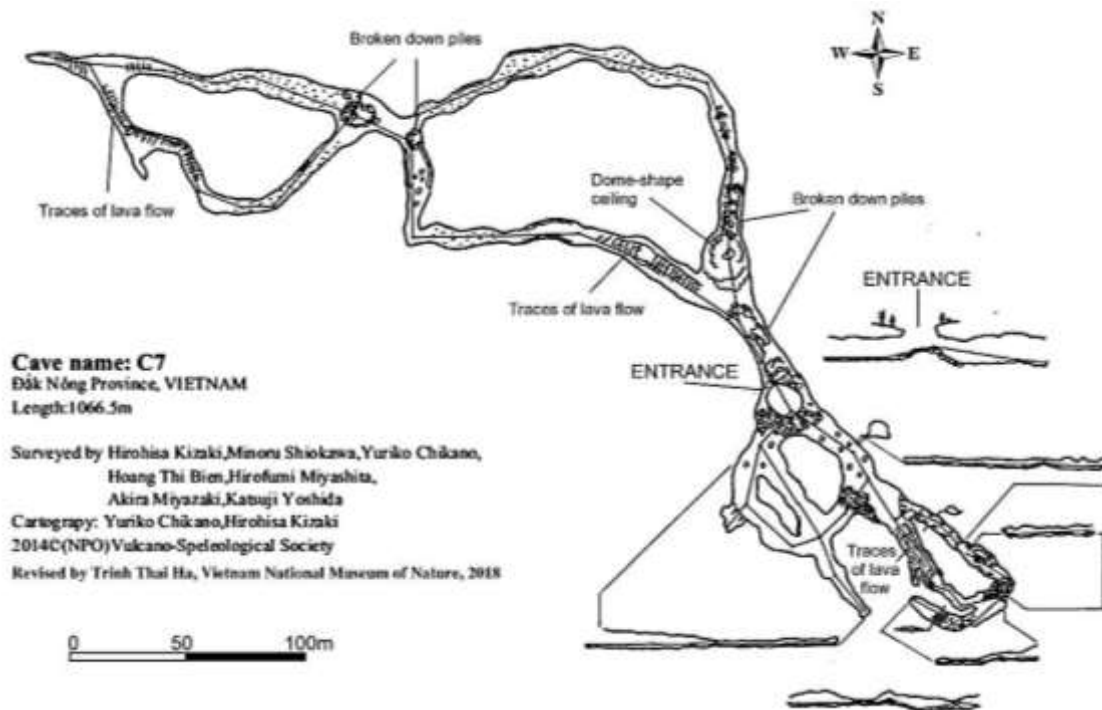 Broken down piles
N
W E
S
Dome-shape
ceiling
Broken down piles
Traces of lava flow
Traces of lava flow
ENTRANCE
ENTRANCE
Cave name: C7
Đăk Nông Province, VIETNAM
Length:1066.5m
Surveyed by Hirohisa Kizaki,Minoru Shiokawa,Yuriko Chikano,
Hoang Thi Bien,Hirofumi Miyashita,
Akira Miyazaki,Katsuji Yoshida
Cartograpy: Yuriko Chikano,Hirohisa Kizaki
2014C(NPO)Vulcano-Speleological Society
Revised by Trinh Thai Ha, Vietnam National Museum of Nature, 2018
Traces
of lava
flow
0 50 100m